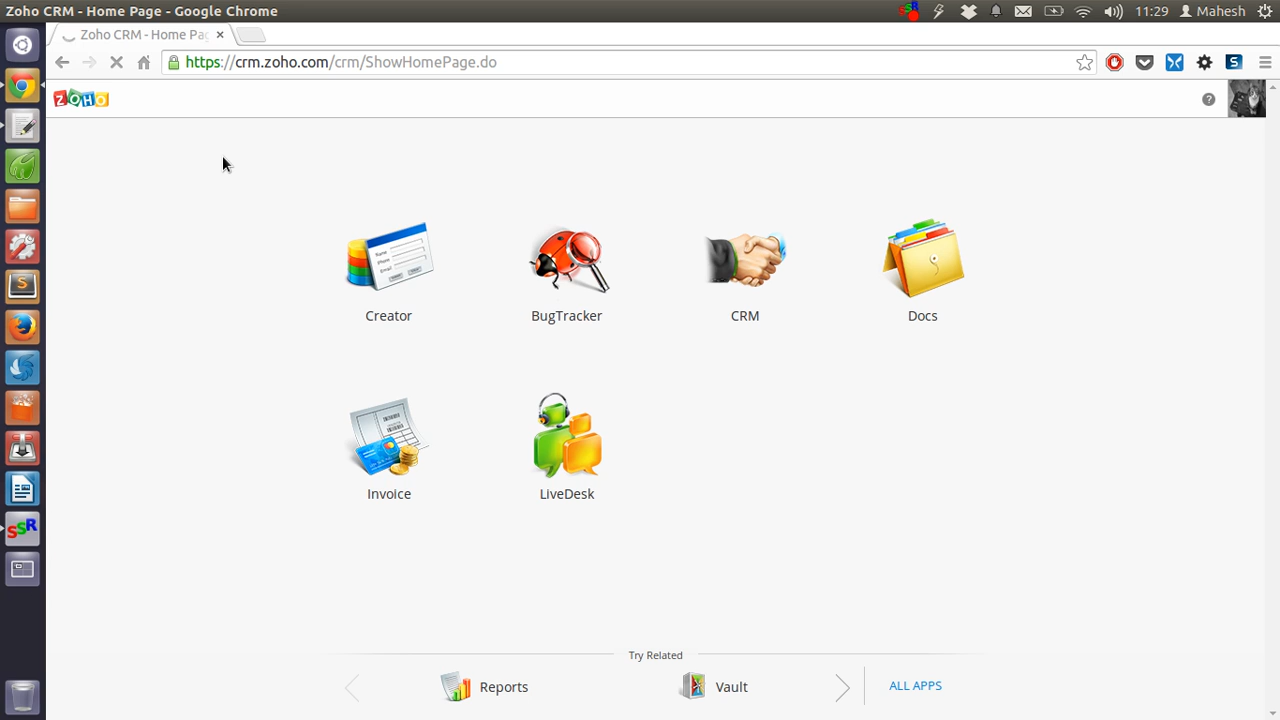 Zoho CRM - Home Page - Google Chrome
11:29
Mahesh
Zoho CRM - Home Pag
https://crm.zoho.com/crm/ShowHomePage.do
ZOHO
Creator
BugTracker
CRM
Docs
Invoice
LiveDesk
Try Related
Reports
Vault
ALL APPS